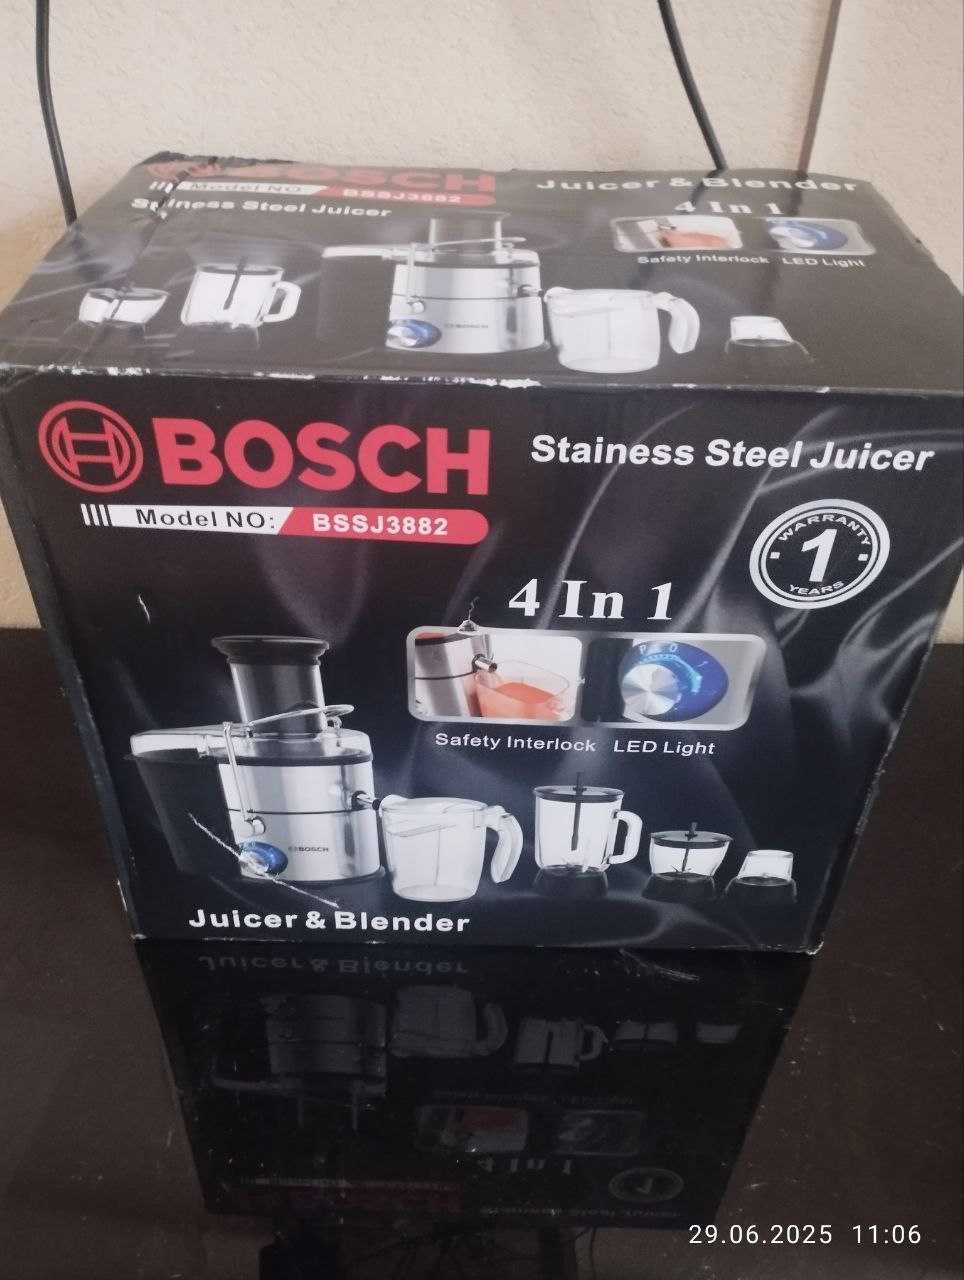 BOSCH
Model NO: BSSJ3882
Stainess Steel Juicer
Juicer & Blender
4 In 1
Safety Interlock LED Light
BOSCH
BOSCH
Model NO: BSSJ3882
Stainess Steel Juicer
WARRANTY
1
YEARS
4 In 1
P O
Safety Interlock LED Light
BOSCH
Juicer & Blender
29.06.2025 11:06